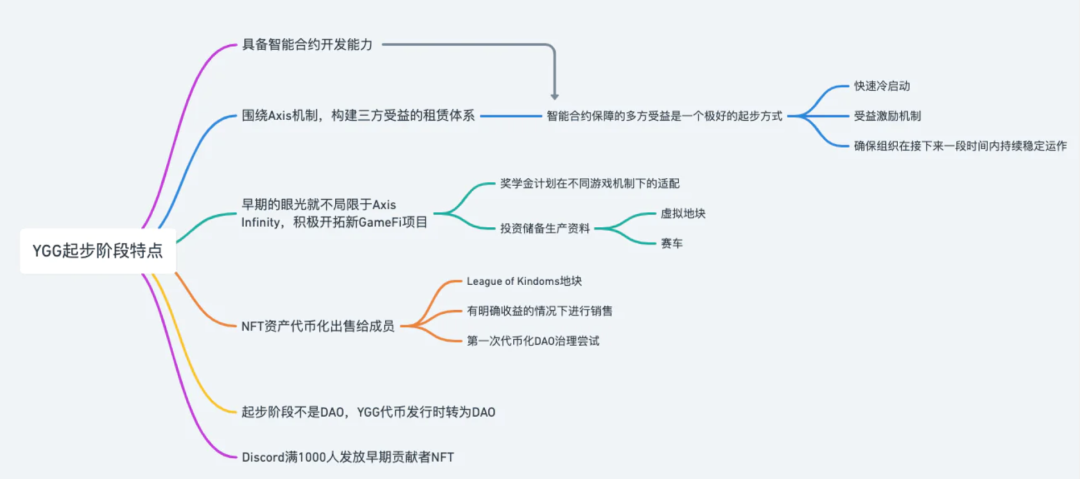 YGG起步阶段特点
具备智能合约开发能力
围绕Axis机制，构建三方受益的租赁体系
智能合约保障的多方受益是一个极好的起步方式
快速冷启动
受益激励机制
确保组织在接下来一段时间内持续稳定运作
早期的眼光就不局限于Axis
Infinity，积极开拓新GameFi项目
奖学金计划在不同游戏机制下的适配
投资储备生产资料
虚拟地块
赛车
NFT资产代币化出售给成员
League of Kindoms地块
有明确收益的情况下进行销售
第一次代币化DAO治理尝试
起步阶段不是DAO，YGG代币发行时转为DAO
Discord满1000人发放早期贡献者NFT